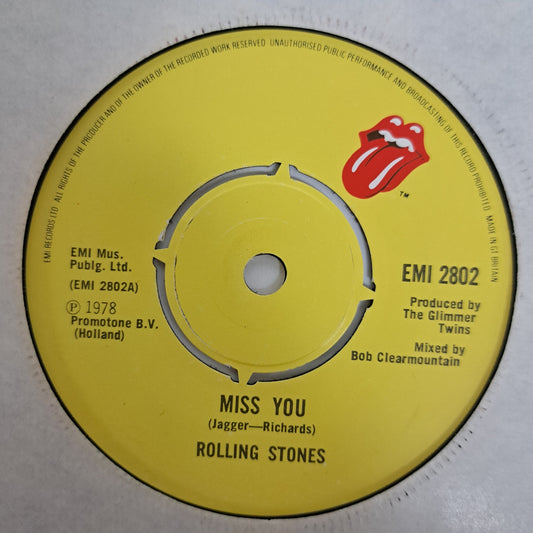 EMI RECORDS LTD. ALL RIGHTS OF THE PRODUCER AND OF THE OWNER OF THE RECORDED WORK RESERVED. UNAUTHORISED PUBLIC PERFORMANCE AND BROADCASTING OF THIS RECORD PROHIBITED. MADE IN GT BRITAIN
TM
EMI Mus.
Publg. Ltd.
(EMI 2802A)
℗ 1978
Promotone B.V.
(Holland)
EMI 2802
Produced by
The Glimmer
Twins
Mixed by
Bob Clearmountain
MISS YOU
(Jagger—Richards)
ROLLING STONES